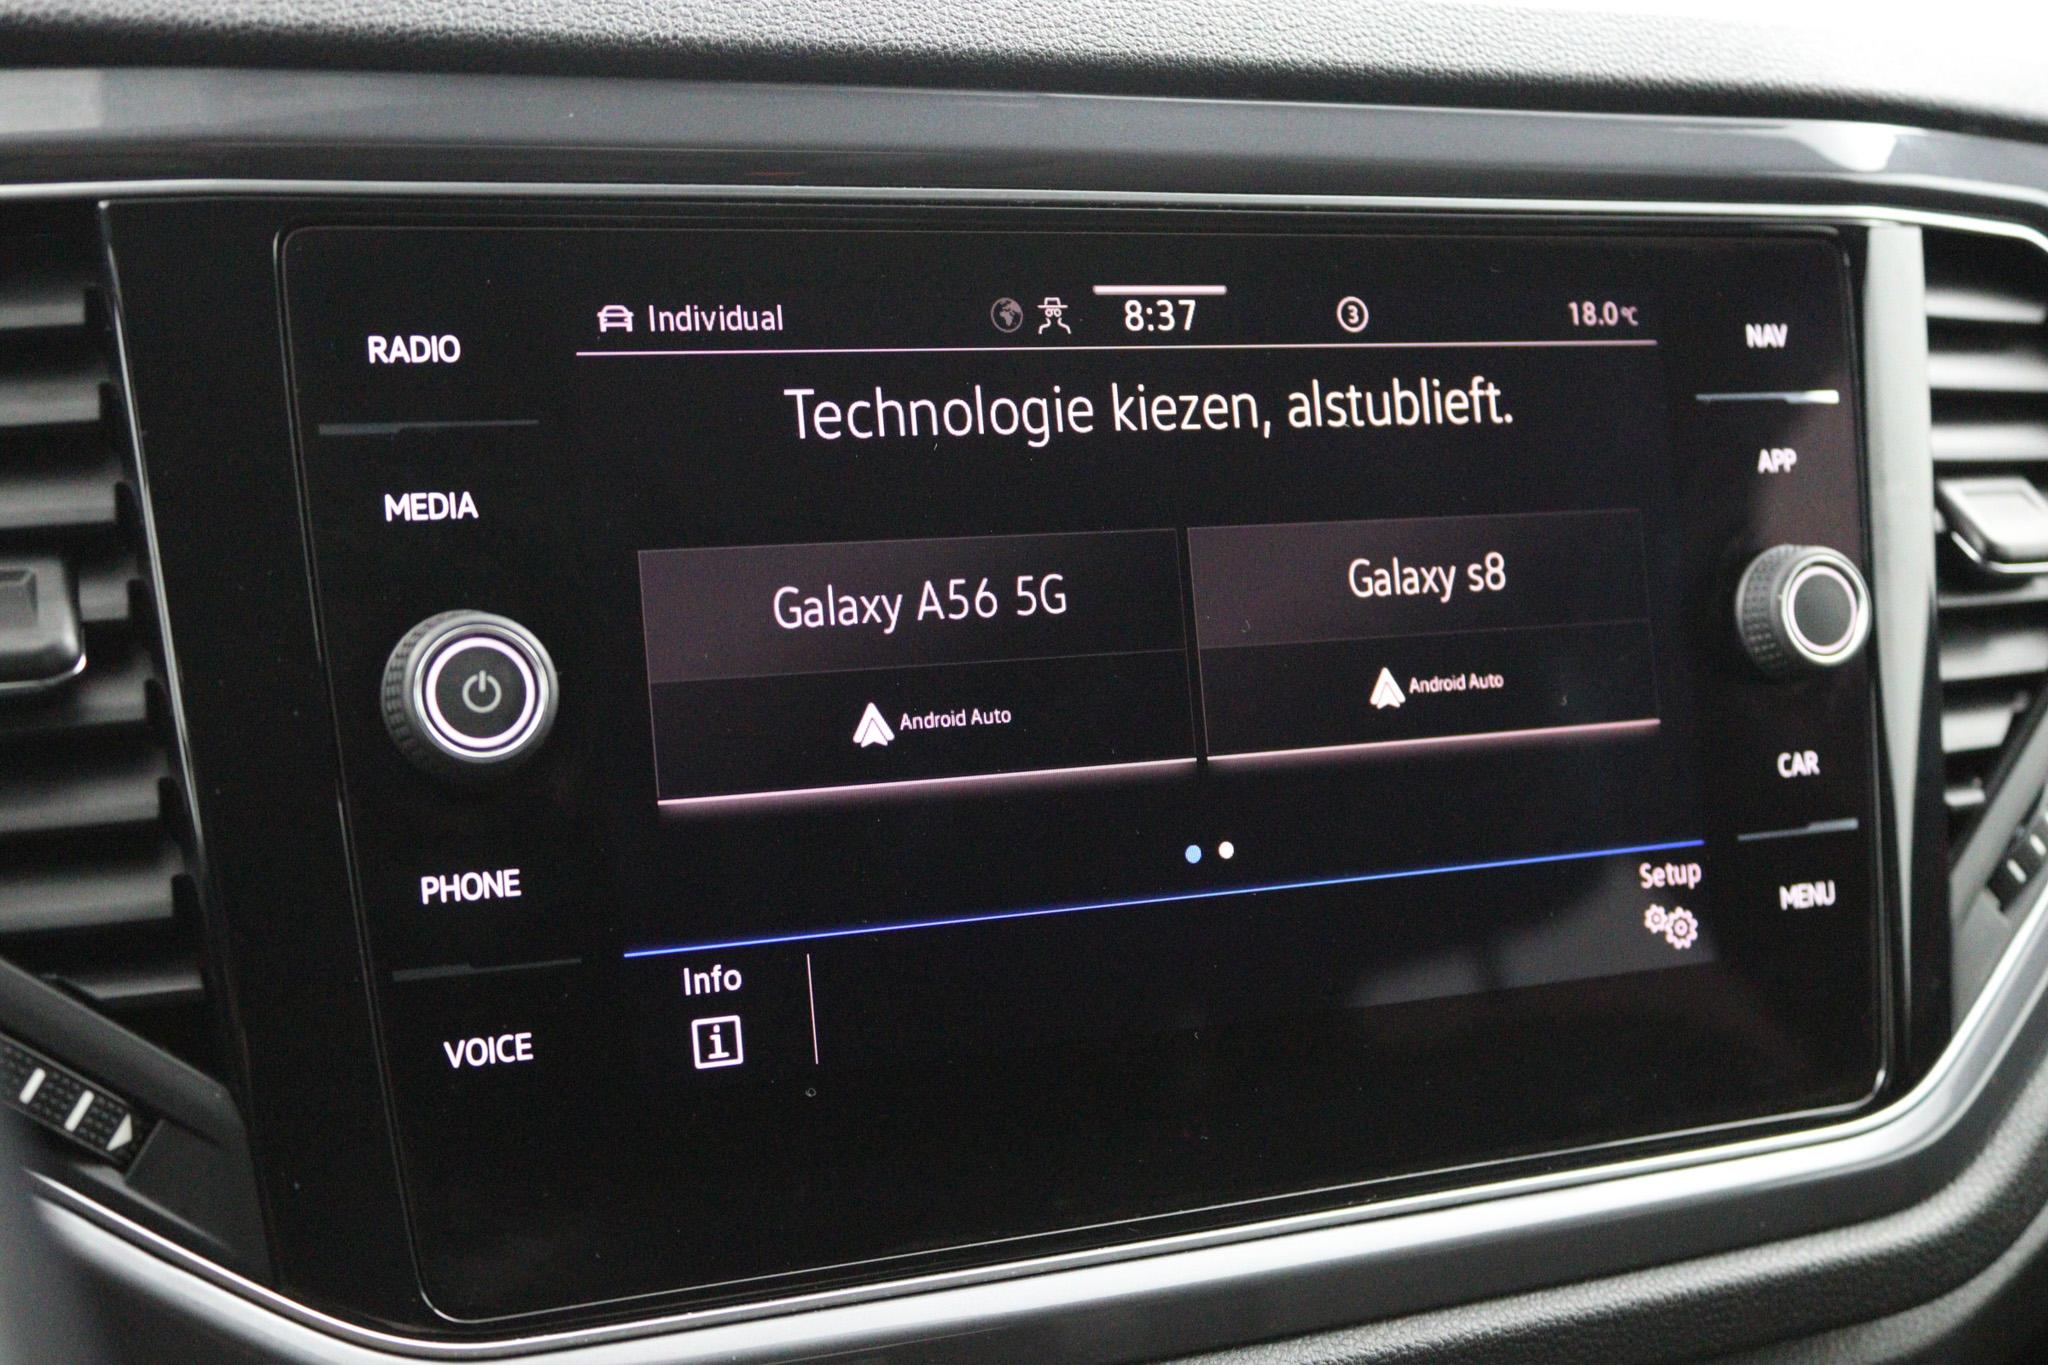 Individual
8:37
3
18.0°C
RADIO
MEDIA
PHONE
VOICE
Technologie kiezen, alstublieft.
Galaxy A56 5G
Android Auto
Galaxy s8
Android Auto
Info
i
Setup
NAV
APP
CAR
MENU